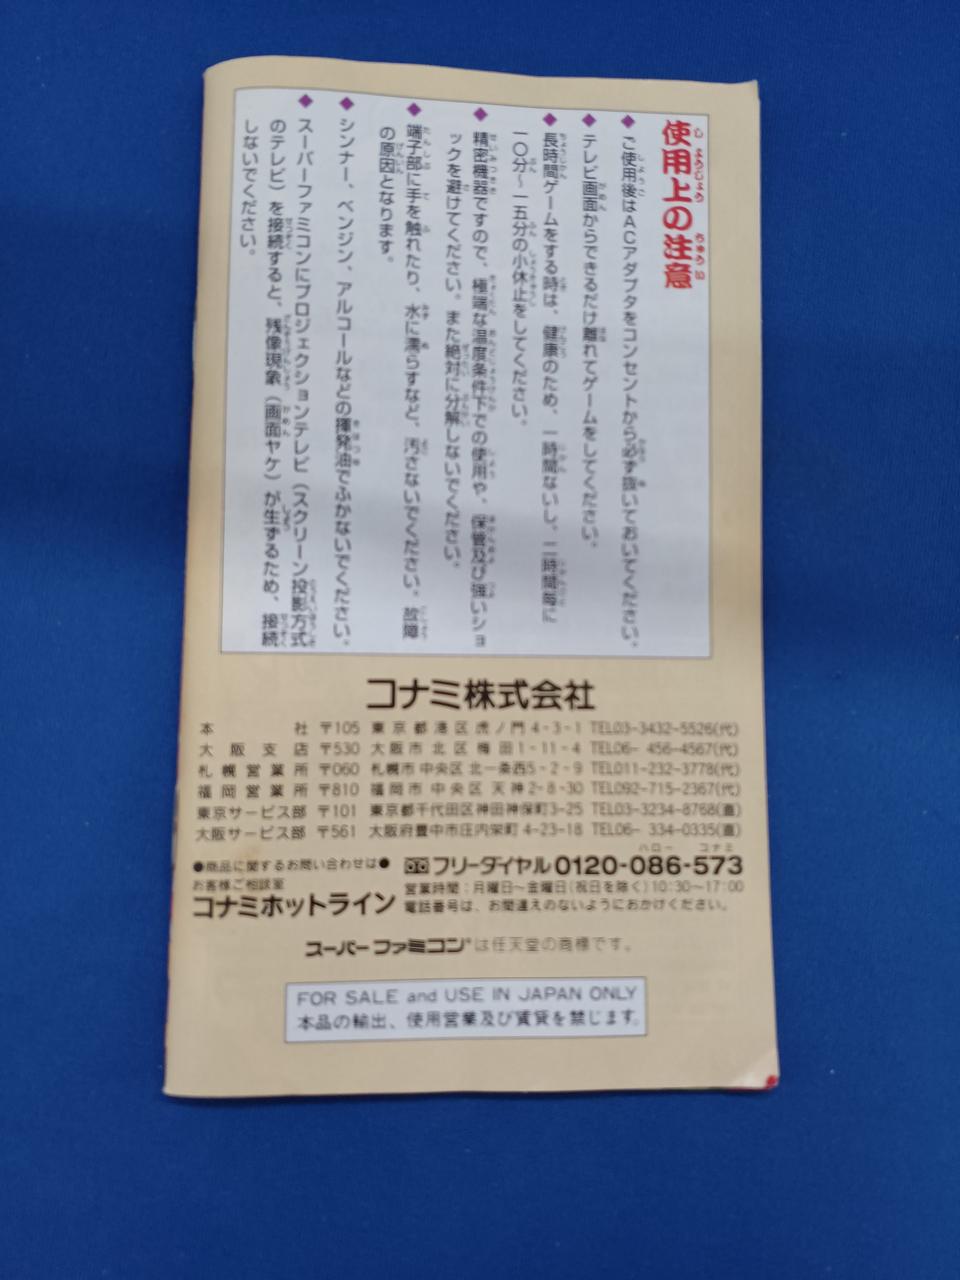 使用上の注意
◆ご使用後はACアダプタをコンセントから必ず抜いておいてください。
◆テレビ画面からできるだけ離れてゲームをしてください。
◆長時間ゲームをする時は、健康のため、一時間ないし、二時間毎に
一〇分〜一五分の小休止をしてください。
◆精密機器ですので、極端な温度条件下での使用や、保管及び強いショ
ックを避けてください。また絶対に分解しないでください。
◆端子部に手を触れたり、水に濡らすなど、汚さないでください。故障
の原因となります。
◆シンナー、ベンジン、アルコールなどの揮発油でふかないでください。
◆スーパーファミコンにプロジェクションテレビ（スクリーン投影方式
のテレビ）を接続すると、残像現象（画面ヤケ）が生ずるため、接続
しないでください。
コナミ株式会社
本社 〒105 東京都港区虎ノ門4-3-1 TEL03-3432-5526(代)
大阪支店 〒530 大阪市北区梅田1-11-4 TEL06-456-4567(代)
札幌営業所 〒060 札幌市中央区北一条西5-2-9 TEL011-232-3778(代)
福岡営業所 〒810 福岡市中央区天神2-8-30 TEL092-715-2367(代)
東京サービス部 〒101 東京都千代田区神田神保町3-25 TEL03-3234-8768(直)
大阪サービス部 〒561 大阪府豊中市庄内栄町4-23-18 TEL06-334-0335(直)
●商品に関するお問い合わせは●
お客様ご相談室
コナミホットライン
ハロー コナミ
フリーダイヤル0120-086-573
営業時間：月曜日〜金曜日(祝日を除く)10:30〜17:00
電話番号は、お間違えのないようにおかけください。
スーパーファミコン®は任天堂の商標です。
FOR SALE and USE IN JAPAN ONLY
本品の輸出、使用営業及び賃貸を禁じます。